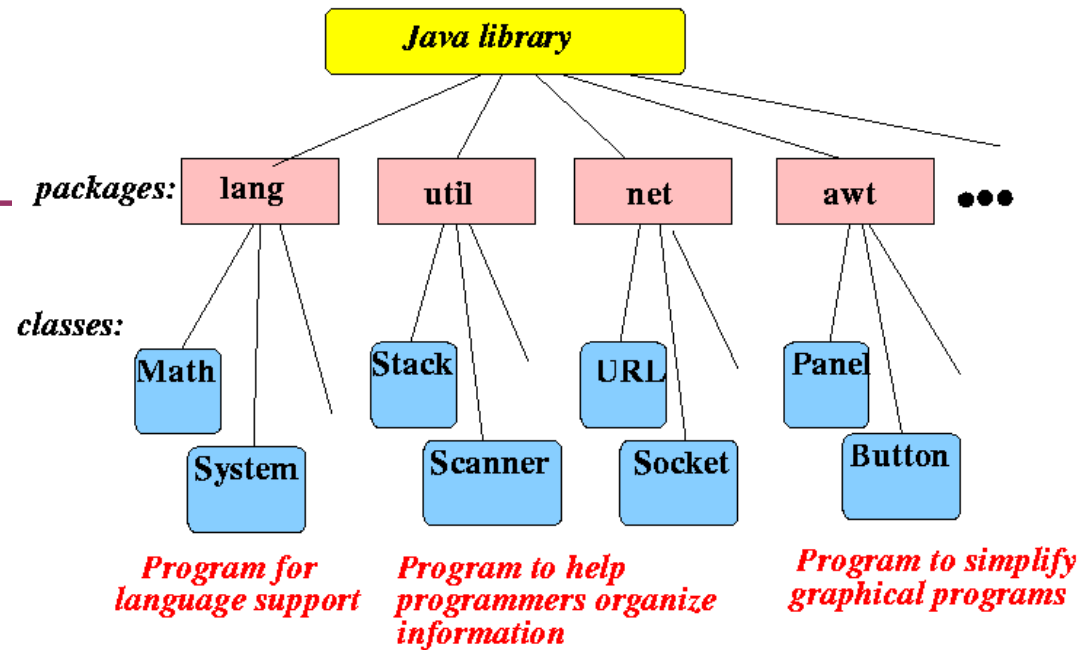 Java library
packages: lang util net awt •••
classes:
Math Stack URL Panel
System Scanner Socket Button
Program for
language support
Program to help
programmers organize
information
Program to simplify
graphical programs